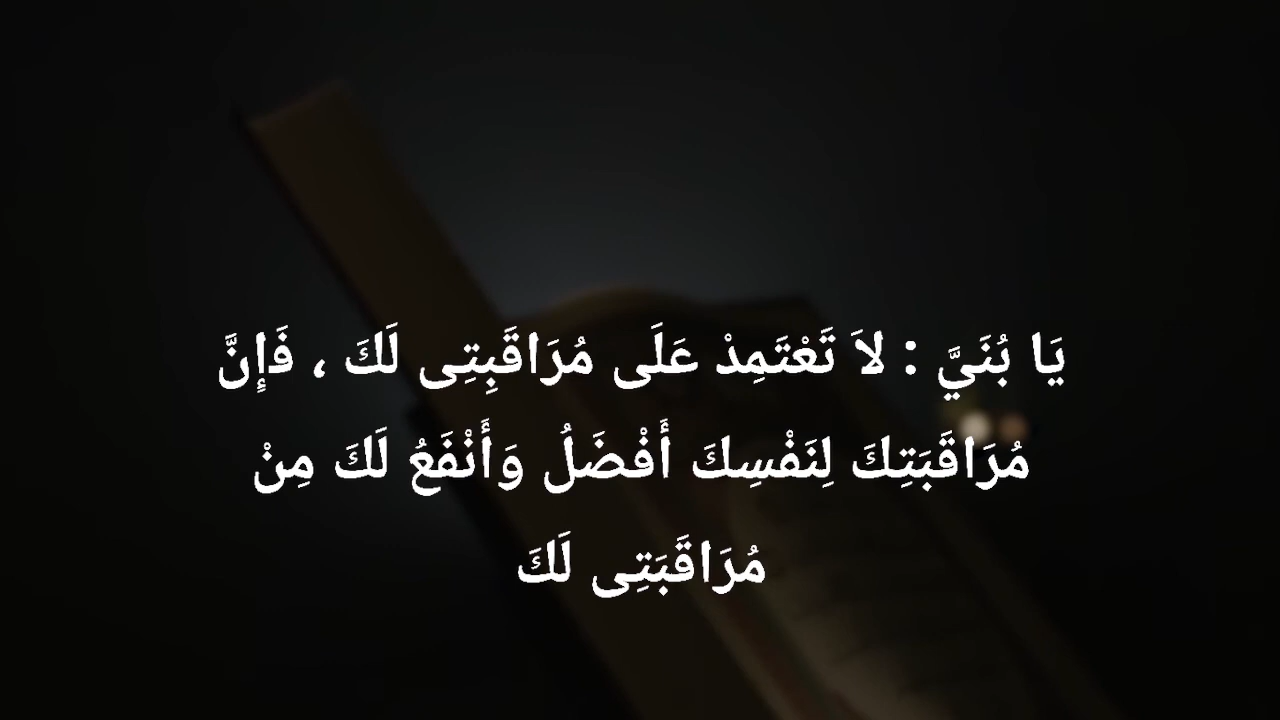 يَا بُنَيَّ : لاَ تَعْتَمِدْ عَلَى مُرَاقَبِتِى لَكَ ، فَإِنَّ
مُرَاقَبَتِكَ لِنَفْسِكَ أَفْضَلُ وَأَنْفَعُ لَكَ مِنْ
مُرَاقَبَتِى لَكَ